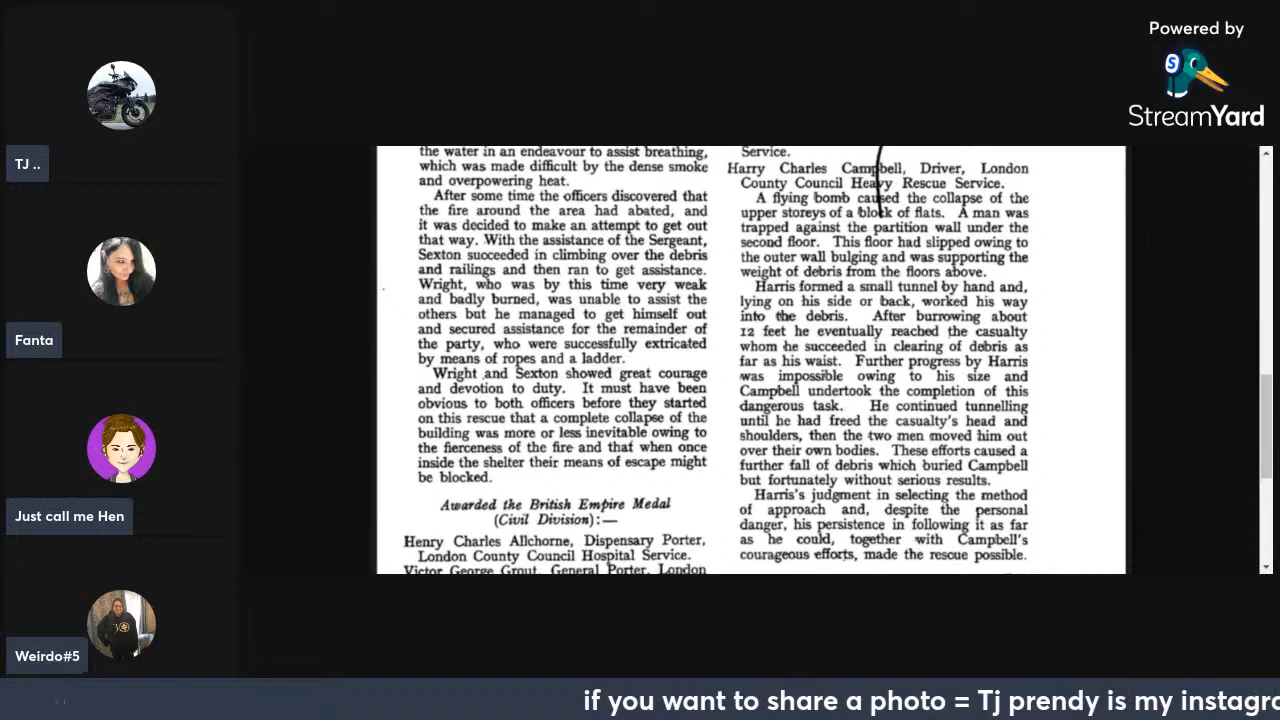 Powered by
StreamYard
TJ ..
Fanta
Just call me Hen
Weirdo#5
the water in an endeavour to assist breathing,
which was made difficult by the dense smoke
and overpowering heat.
After some time the officers discovered that
the fire around the area had abated, and
it was decided to make an attempt to get out
that way. With the assistance of the Sergeant,
Sexton succeeded in climbing over the debris
and railings and then ran to get assistance.
Wright, who was by this time very weak
and badly burned, was unable to assist the
others but he managed to get himself out
and secured assistance for the remainder of
the party, who were successfully extricated
by means of ropes and a ladder.
Wright and Sexton showed great courage
and devotion to duty. It must have been
obvious to both officers before they started
on this rescue that a complete collapse of the
building was more or less inevitable owing to
the fierceness of the fire and that when once
inside the shelter their means of escape might
be blocked.
Awarded the British Empire Medal
(Civil Division):—
Henry Charles Allchorne, Dispensary Porter,
London County Council Hospital Service.
Victor George Grout, General Porter, London
Service.
Harry Charles Campbell, Driver, London
County Council Heavy Rescue Service.
A flying bomb caused the collapse of the
upper storeys of a block of flats. A man was
trapped against the partition wall under the
second floor. This floor had slipped owing to
the outer wall bulging and was supporting the
weight of debris from the floors above.
Harris formed a small tunnel by hand and,
lying on his side or back, worked his way
into the debris. After burrowing about
12 feet he eventually reached the casualty
whom he succeeded in clearing of debris as
far as his waist. Further progress by Harris
was impossible owing to his size and
Campbell undertook the completion of this
dangerous task. He continued tunnelling
until he had freed the casualty's head and
shoulders, then the two men moved him out
over their own bodies. These efforts caused a
further fall of debris which buried Campbell
but fortunately without serious results.
Harris's judgment in selecting the method
of approach and, despite the personal
danger, his persistence in following it as far
as he could, together with Campbell's
courageous efforts, made the rescue possible.
if you want to share a photo = Tj prendy is my instagra